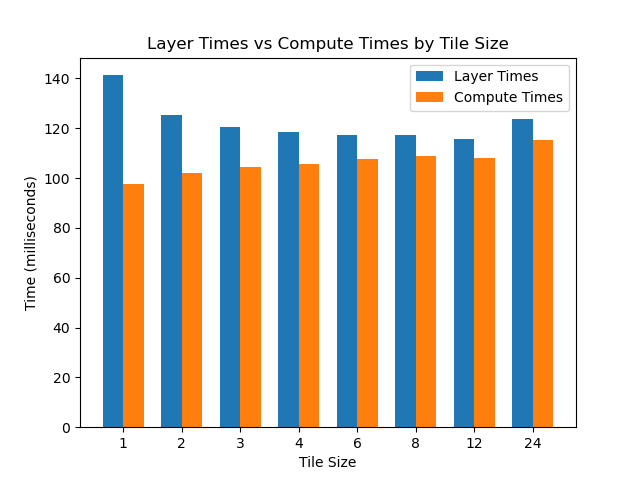 Layer Times vs Compute Times by Tile Size
Layer Times
Compute Times
Time (milliseconds)
140
120
100
80
60
40
20
0
1 2 3 4 6 8 12 24
Tile Size